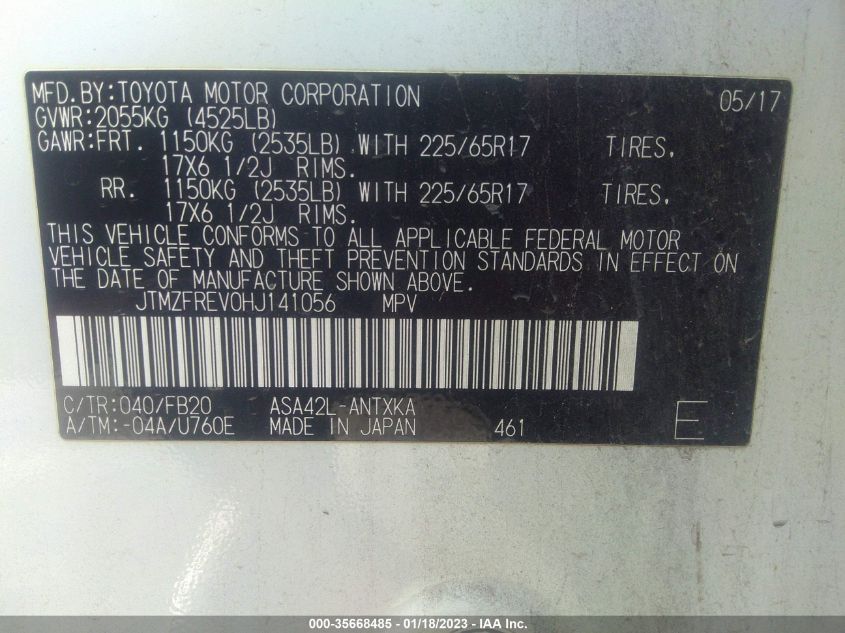 MFD.BY:TOYOTA MOTOR CORPORATION 05/17
GVWR:2055KG (4525LB)
GAWR:FRT. 1150KG (2535LB) WITH 225/65R17 TIRES,
17X6 1/2J RIMS.
RR. 1150KG (2535LB) WITH 225/65R17 TIRES,
17X6 1/2J RIMS.
THIS VEHICLE CONFORMS TO ALL APPLICABLE FEDERAL MOTOR
VEHICLE SAFETY AND THEFT PREVENTION STANDARDS IN EFFECT ON
THE DATE OF MANUFACTURE SHOWN ABOVE.
JTMZFREV0HJ141056 MPV
C/TR:040/FB20 ASA42L-ANTXKA
A/TM:-04A/U760E MADE IN JAPAN 461 E
000-35668485 - 01/18/2023 - IAA Inc.